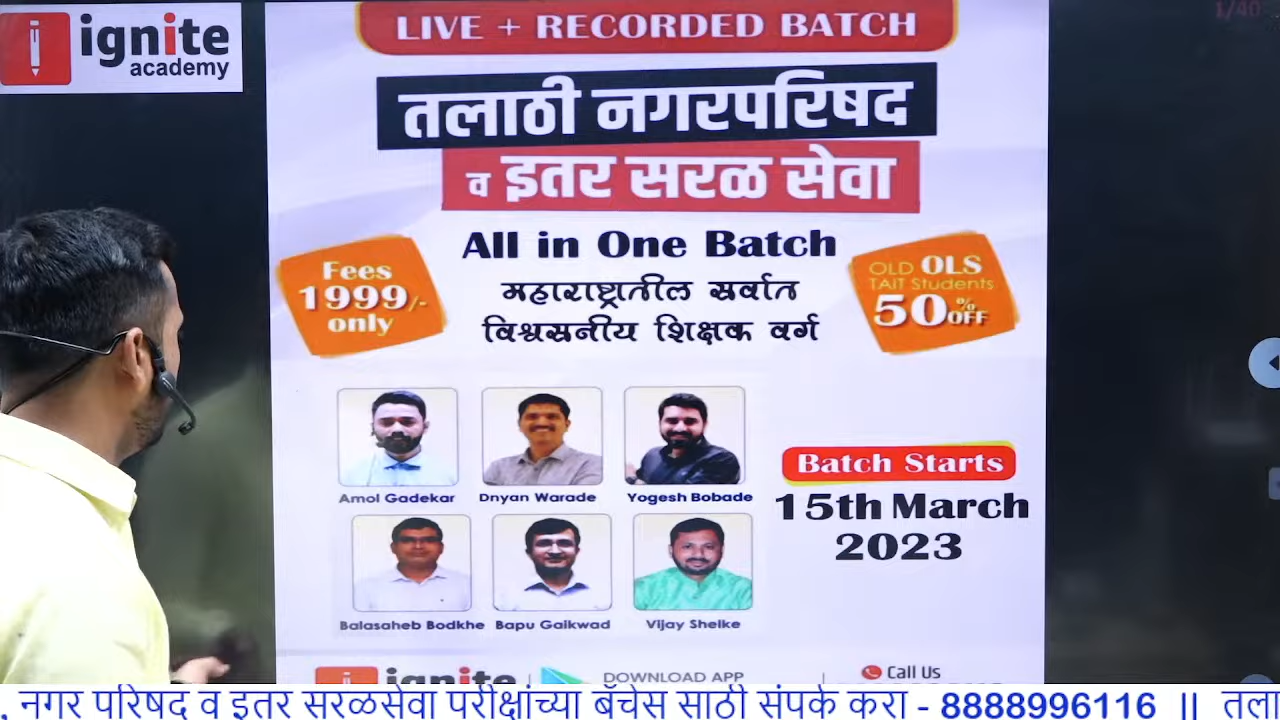 ignite
academy
1/40
LIVE + RECORDED BATCH
तलाठी नगरपरिषद
व इतर सरळ सेवा
All in One Batch
Fees
1999/-
only
महाराष्ट्रातील सर्वात
विश्वसनीय शिक्षक वर्ग
OLD OLS
TAIT Students
50% OFF
Amol Gadekar Dnyan Warade Yogesh Bobade
Batch Starts
15th March
2023
Balasaheb Bodkhe Bapu Gaikwad Vijay Shelke
ignite
DOWNLOAD APP
Call Us
, नगर परिषद व इतर सरळसेवा परीक्षांच्या बॅचेस साठी संपर्क करा - 8888996116 || तला